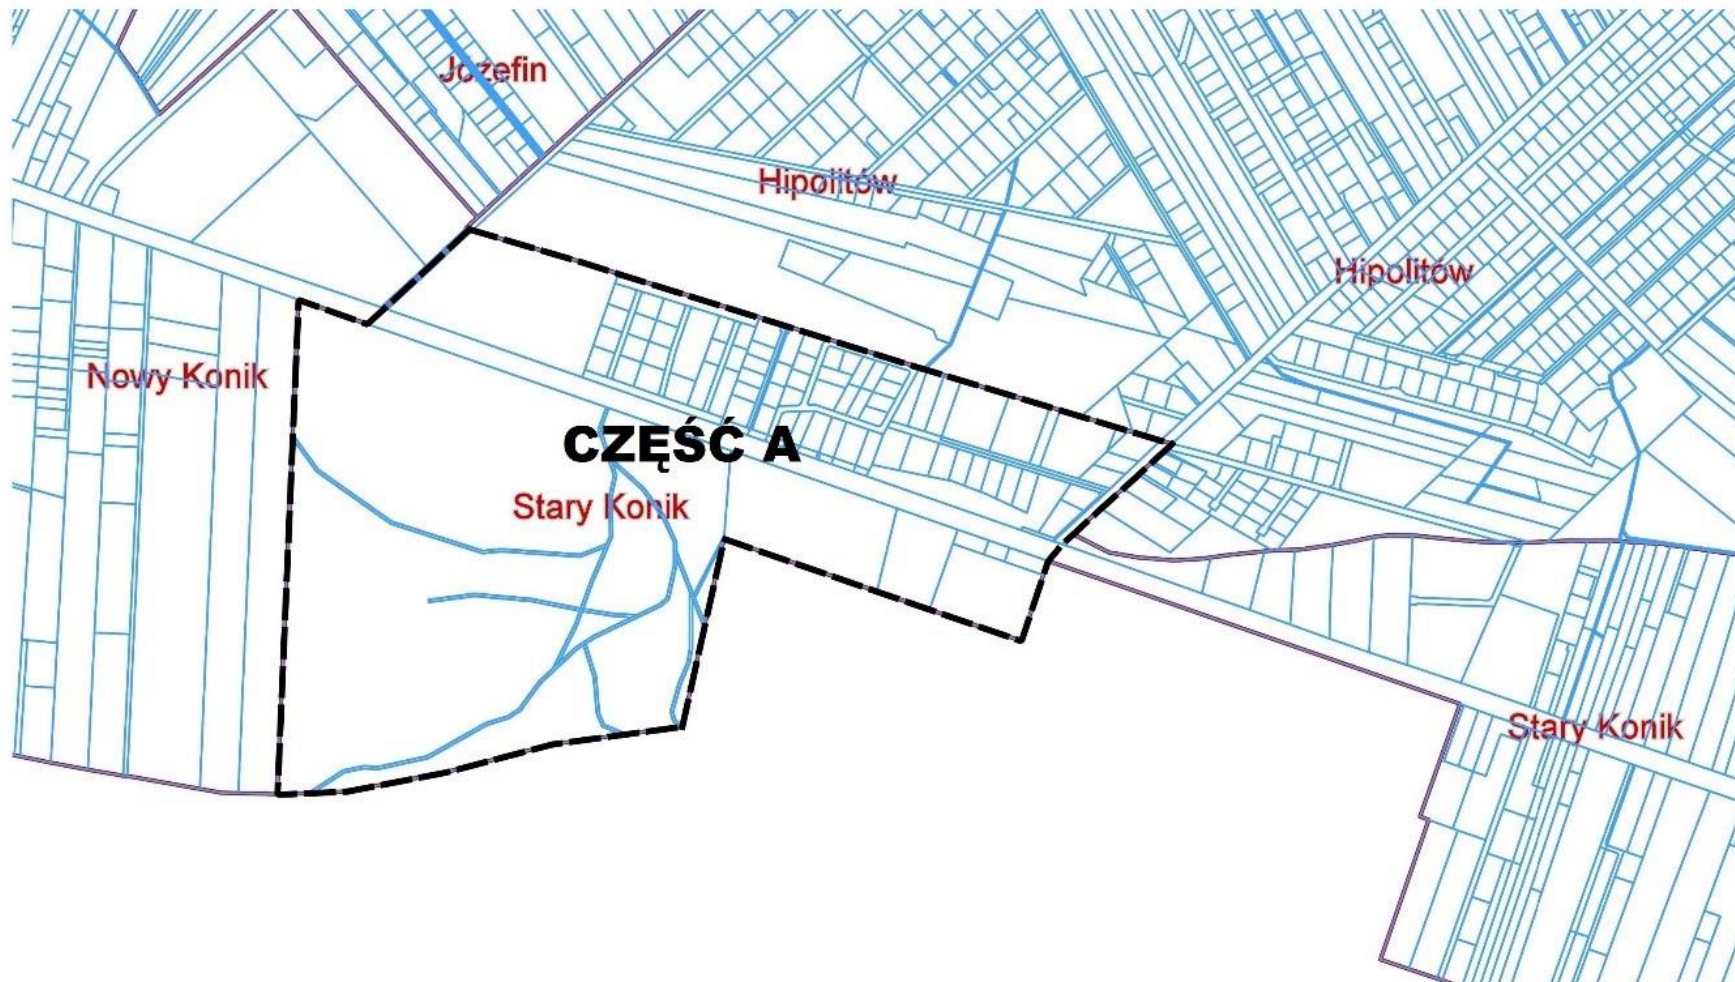 Józefin
Hipolitów
Hipolitów
Nowy Konik
CZĘŚĆ A
Stary Konik
Stary Konik